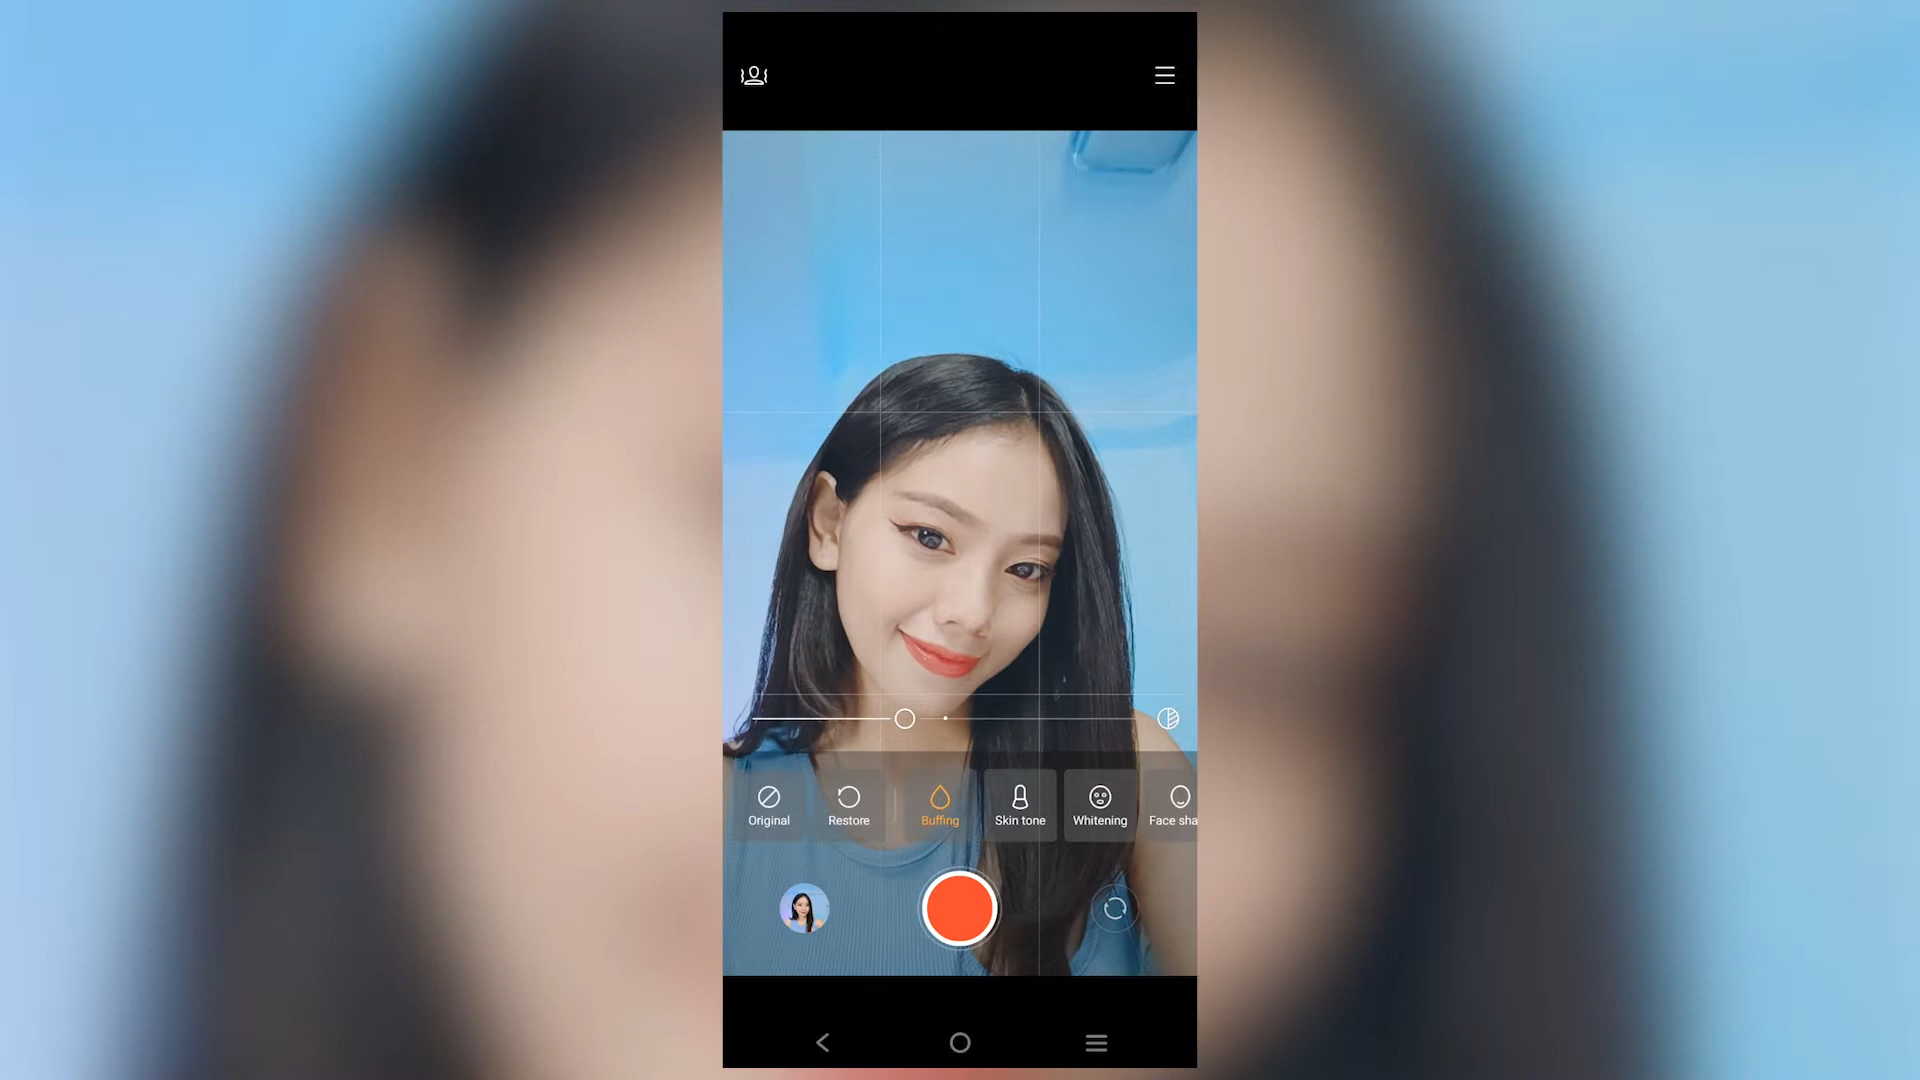 Original
Restore
Buffing
Skin tone
Whitening
Face sha